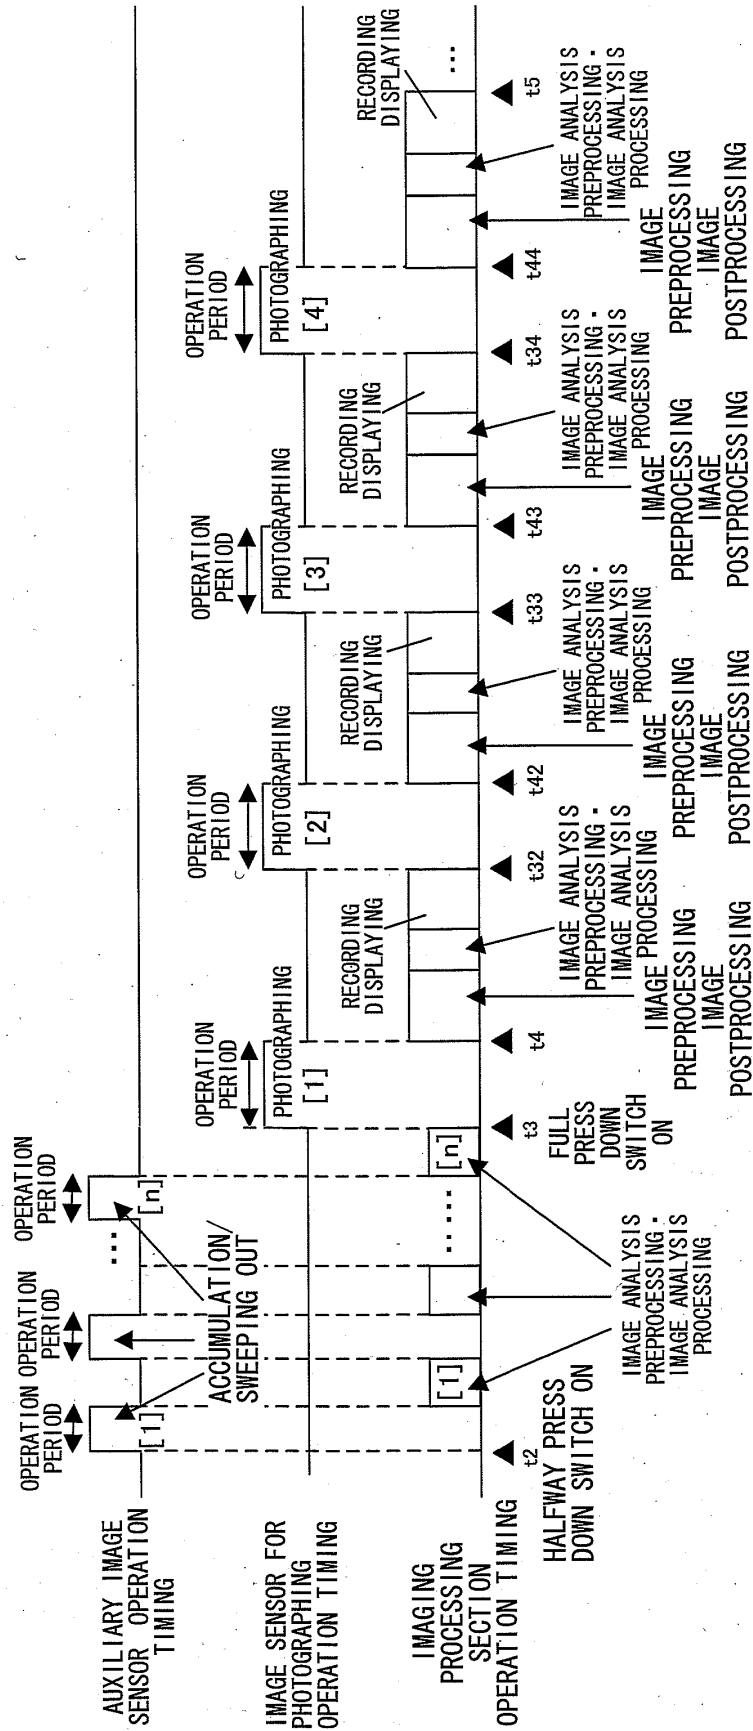 AUXILIARY IMAGE
SENSOR OPERATION
TIMING
OPERATION
PERIOD
[1]
OPERATION
PERIOD
...
OPERATION
PERIOD
[n]
ACCUMULATION/
SWEEPING OUT
IMAGE SENSOR FOR
PHOTOGRAPHING
OPERATION TIMING
OPERATION
PERIOD
PHOTOGRAPHING
[1]
OPERATION
PERIOD
PHOTOGRAPHING
[2]
OPERATION
PERIOD
PHOTOGRAPHING
[3]
OPERATION
PERIOD
PHOTOGRAPHING
[4]
IMAGING
PROCESSING
SECTION
OPERATION TIMING
[1]
.....
[n]
RECORDING
DISPLAYING
RECORDING
DISPLAYING
RECORDING
DISPLAYING
RECORDING
DISPLAYING
...
t2
HALFWAY PRESS
DOWN SWITCH ON
t3
FULL
PRESS
DOWN
SWITCH
ON
t4
t32
t42
t33
t43
t34
t44
t5
IMAGE ANALYSIS
PREPROCESSING·
IMAGE ANALYSIS
PROCESSING
IMAGE
PREPROCESSING
IMAGE
POSTPROCESSING
IMAGE ANALYSIS
PREPROCESSING·
IMAGE ANALYSIS
PROCESSING
IMAGE
PREPROCESSING
IMAGE
POSTPROCESSING
IMAGE ANALYSIS
PREPROCESSING·
IMAGE ANALYSIS
PROCESSING
IMAGE
PREPROCESSING
IMAGE
POSTPROCESSING
IMAGE ANALYSIS
PREPROCESSING·
IMAGE ANALYSIS
PROCESSING
IMAGE
PREPROCESSING
IMAGE
POSTPROCESSING
IMAGE ANALYSIS
PREPROCESSING·
IMAGE ANALYSIS
PROCESSING